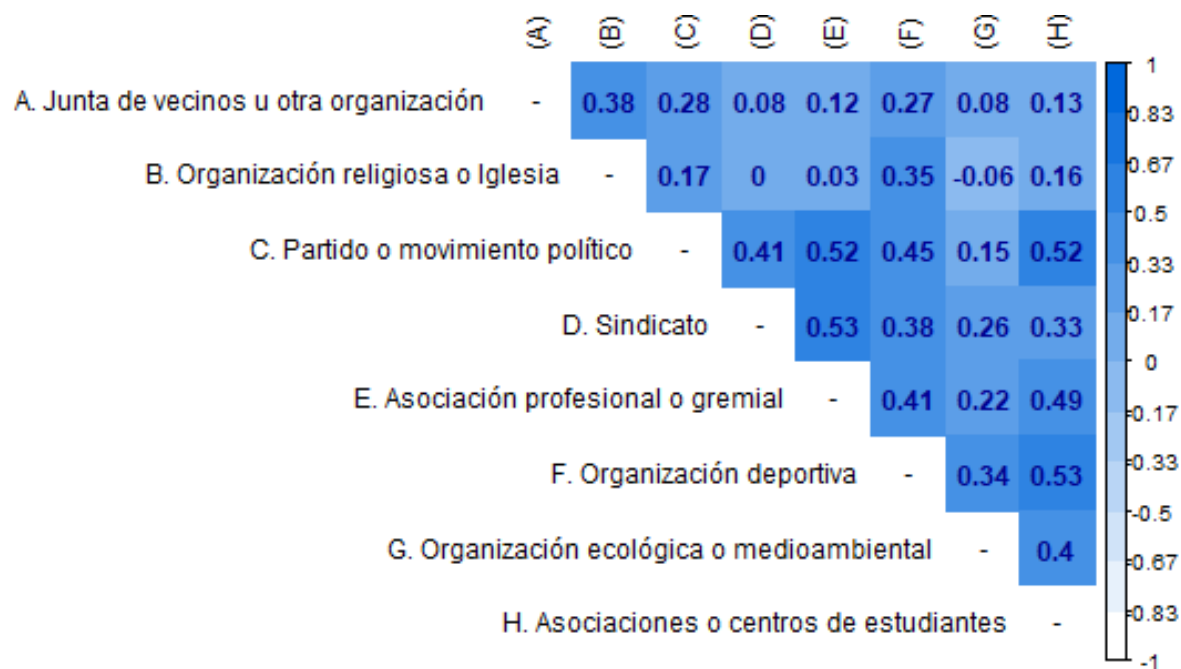 (A) (B) (C) (D) (E) (F) (G) (H)
A. Junta de vecinos u otra organización - 0.38 0.28 0.08 0.12 0.27 0.08 0.13
B. Organización religiosa o Iglesia - 0.17 0 0.03 0.35 -0.06 0.16
C. Partido o movimiento político - 0.41 0.52 0.45 0.15 0.52
D. Sindicato - 0.53 0.38 0.26 0.33
E. Asociación profesional o gremial - 0.41 0.22 0.49
F. Organización deportiva - 0.34 0.53
G. Organización ecológica o medioambiental - 0.4
H. Asociaciones o centros de estudiantes -
1
0.83
0.67
0.5
0.33
0.17
0
-0.17
-0.33
-0.5
-0.67
-0.83
-1